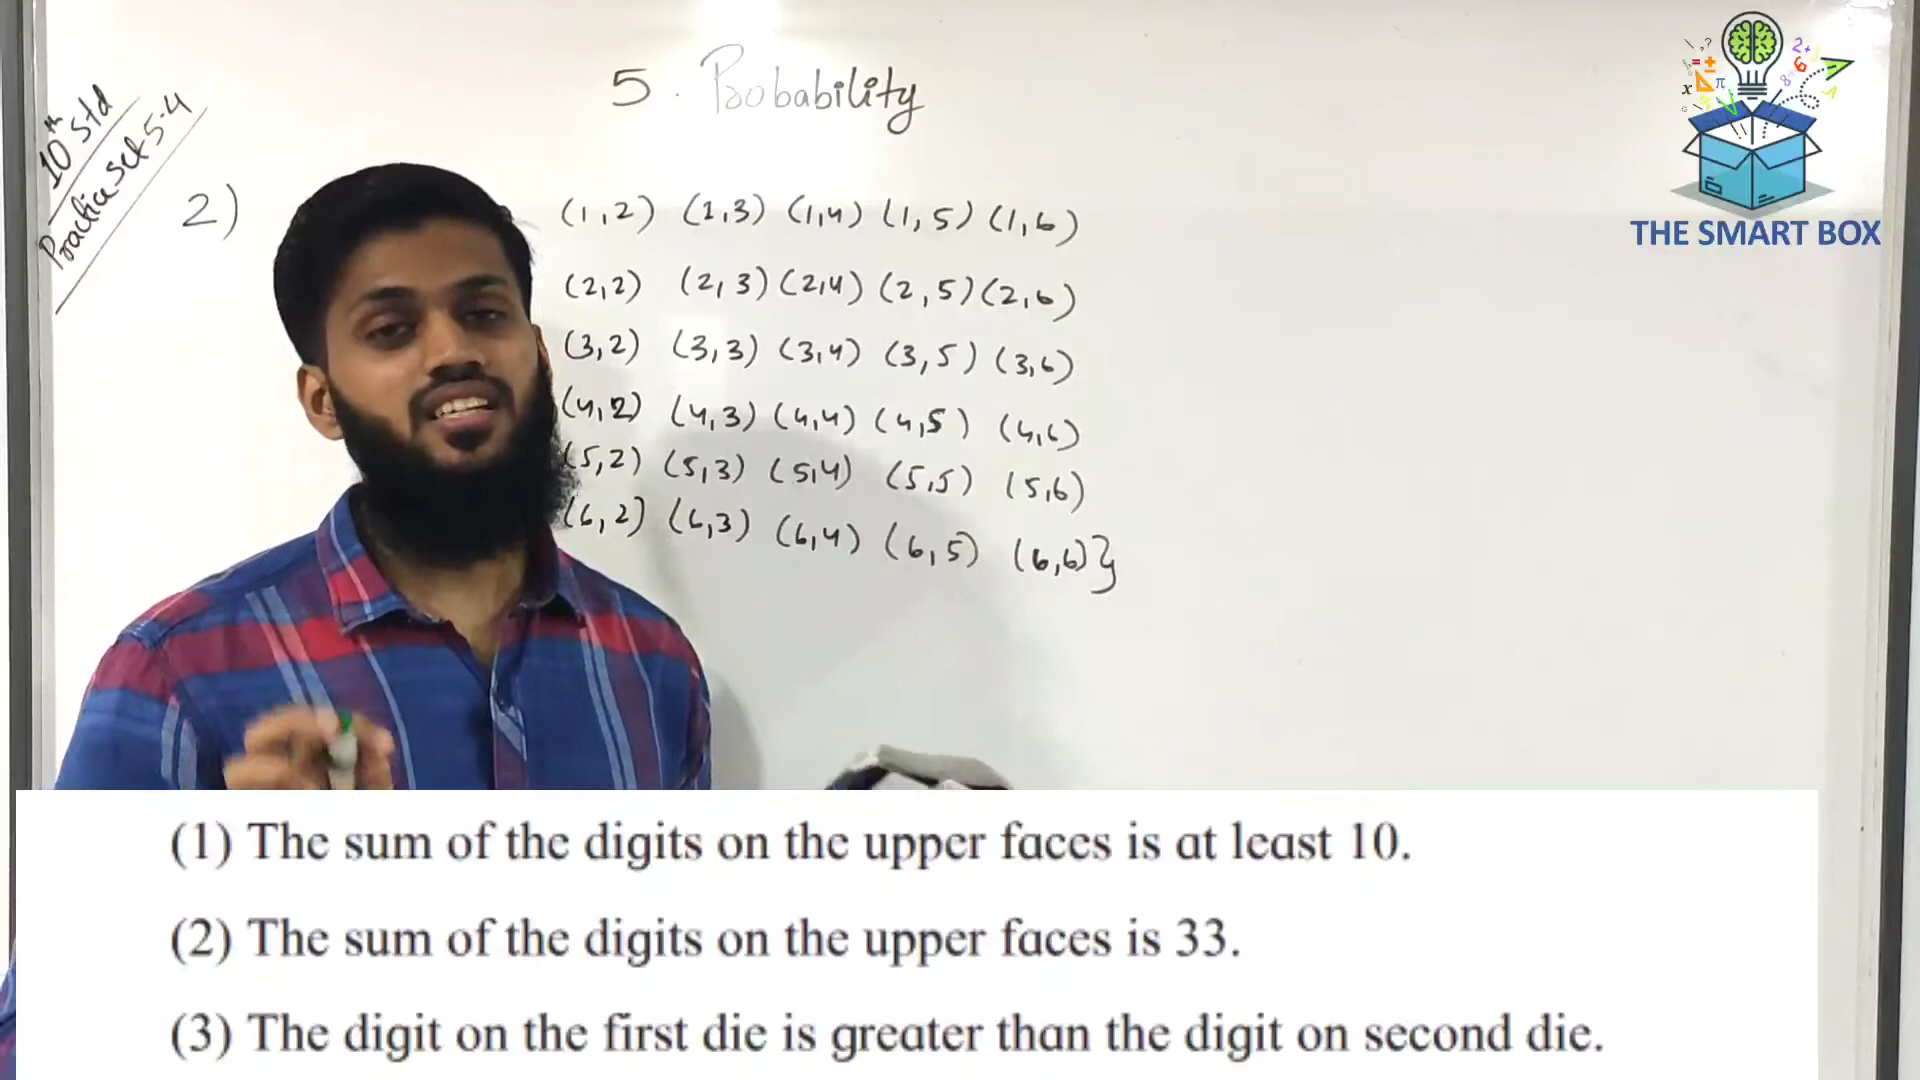 5. Probability
10th std
Practice set 5.4
2)
(1,2) (1,3) (1,4) (1,5) (1,6)
(2,2) (2,3) (2,4) (2,5) (2,6)
(3,2) (3,3) (3,4) (3,5) (3,6)
(4,2) (4,3) (4,4) (4,5) (4,6)
(5,2) (5,3) (5,4) (5,5) (5,6)
(6,2) (6,3) (6,4) (6,5) (6,6)}
THE SMART BOX
(1) The sum of the digits on the upper faces is at least 10.
(2) The sum of the digits on the upper faces is 33.
(3) The digit on the first die is greater than the digit on second die.